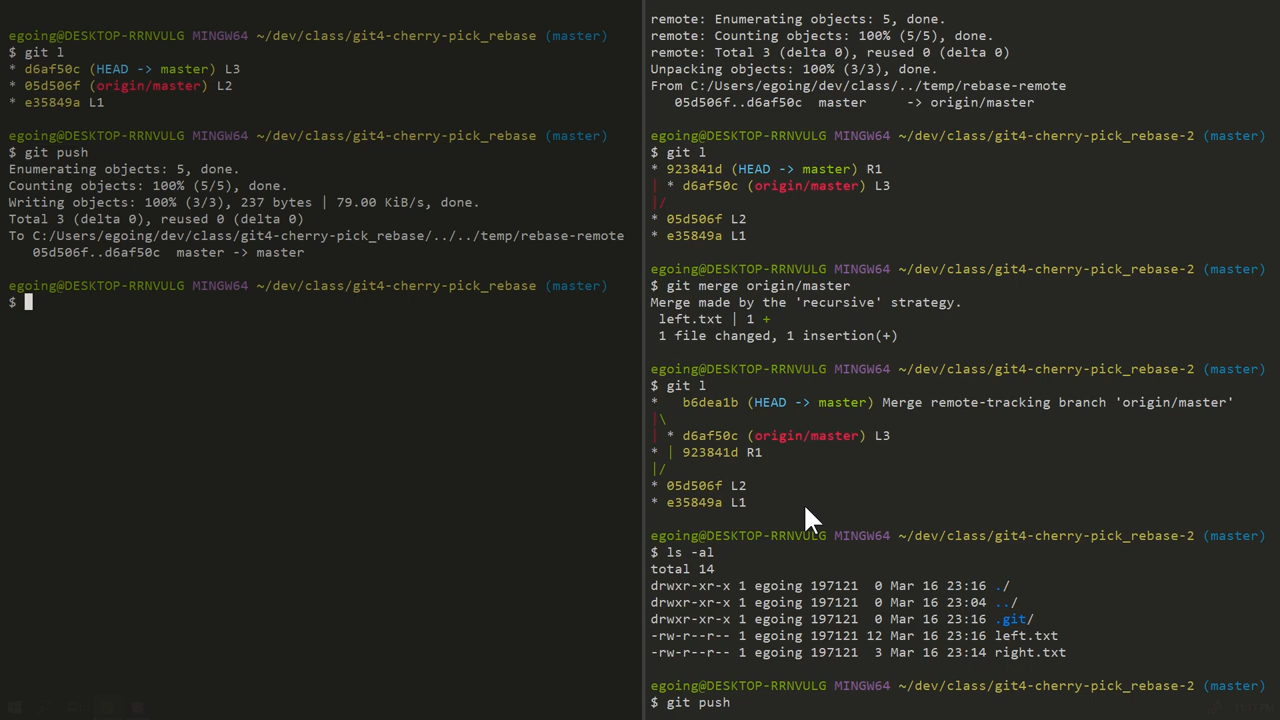 egoing@DESKTOP-RRNVULG MINGW64 ~/dev/class/git4-cherry-pick_rebase (master)
$ git l
* d6af50c (HEAD -> master) L3
* 05d506f (origin/master) L2
* e35849a L1
egoing@DESKTOP-RRNVULG MINGW64 ~/dev/class/git4-cherry-pick_rebase (master)
$ git push
Enumerating objects: 5, done.
Counting objects: 100% (5/5), done.
Writing objects: 100% (3/3), 237 bytes | 79.00 KiB/s, done.
Total 3 (delta 0), reused 0 (delta 0)
To C:/Users/egoing/dev/class/git4-cherry-pick_rebase/../../temp/rebase-remote
   05d506f..d6af50c  master -> master
egoing@DESKTOP-RRNVULG MINGW64 ~/dev/class/git4-cherry-pick_rebase (master)
$
remote: Enumerating objects: 5, done.
remote: Counting objects: 100% (5/5), done.
remote: Total 3 (delta 0), reused 0 (delta 0)
Unpacking objects: 100% (3/3), done.
From C:/Users/egoing/dev/class/../temp/rebase-remote
   05d506f..d6af50c  master     -> origin/master
egoing@DESKTOP-RRNVULG MINGW64 ~/dev/class/git4-cherry-pick_rebase-2 (master)
$ git l
* 923841d (HEAD -> master) R1
| * d6af50c (origin/master) L3
|/
* 05d506f L2
* e35849a L1
egoing@DESKTOP-RRNVULG MINGW64 ~/dev/class/git4-cherry-pick_rebase-2 (master)
$ git merge origin/master
Merge made by the 'recursive' strategy.
 left.txt | 1 +
 1 file changed, 1 insertion(+)
egoing@DESKTOP-RRNVULG MINGW64 ~/dev/class/git4-cherry-pick_rebase-2 (master)
$ git l
*   b6dea1b (HEAD -> master) Merge remote-tracking branch 'origin/master'
|\
| * d6af50c (origin/master) L3
* | 923841d R1
|/
* 05d506f L2
* e35849a L1
egoing@DESKTOP-RRNVULG MINGW64 ~/dev/class/git4-cherry-pick_rebase-2 (master)
$ ls -al
total 14
drwxr-xr-x 1 egoing 197121  0 Mar 16 23:16 ./
drwxr-xr-x 1 egoing 197121  0 Mar 16 23:04 ../
drwxr-xr-x 1 egoing 197121  0 Mar 16 23:16 .git/
-rw-r--r-- 1 egoing 197121 12 Mar 16 23:16 left.txt
-rw-r--r-- 1 egoing 197121  3 Mar 16 23:14 right.txt
egoing@DESKTOP-RRNVULG MINGW64 ~/dev/class/git4-cherry-pick_rebase-2 (master)
$ git push